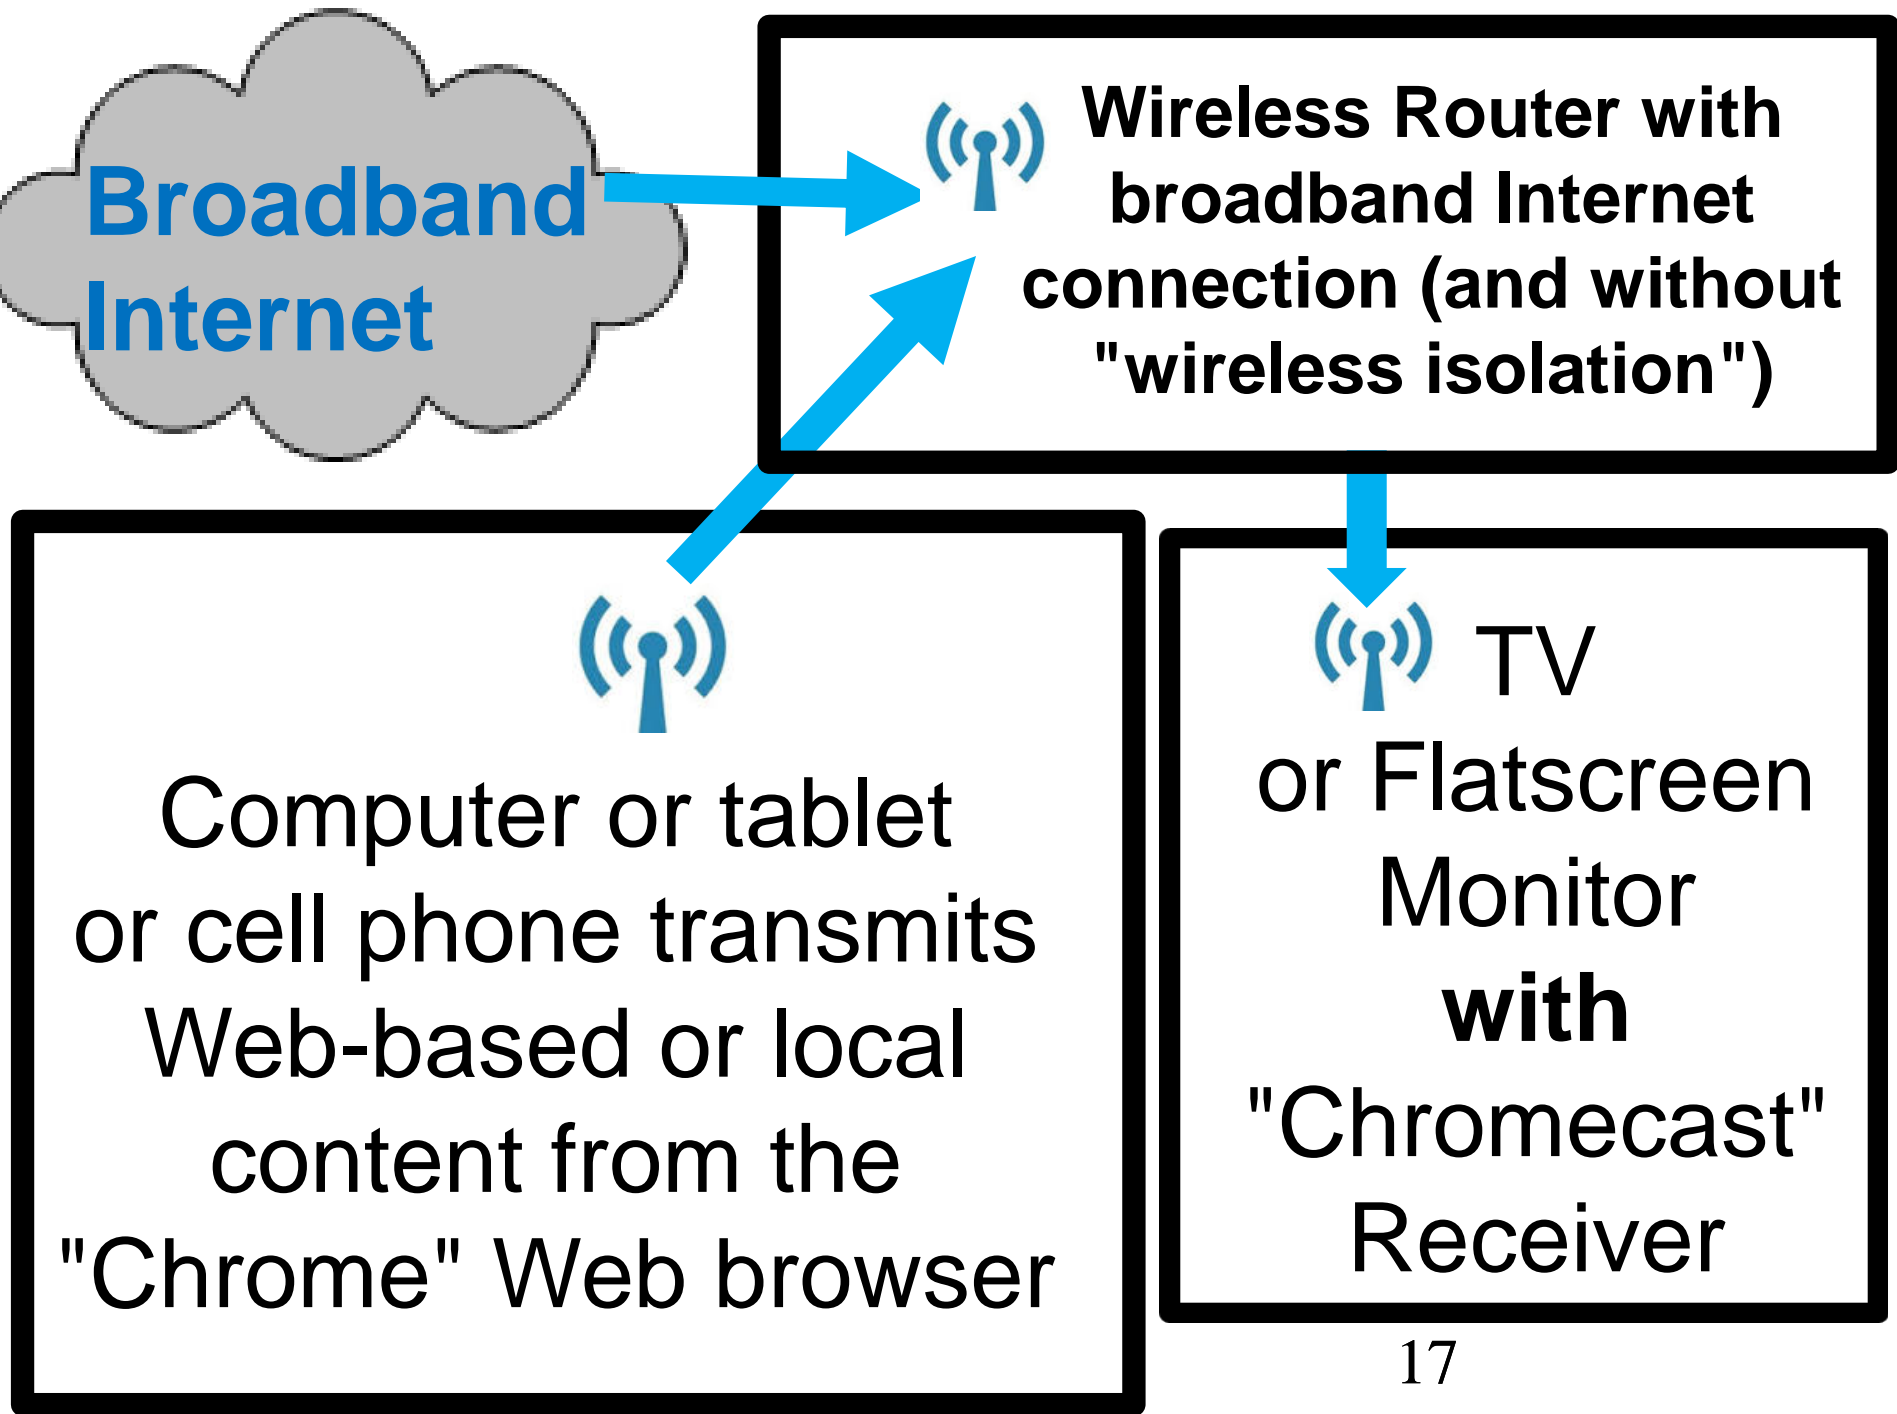 Broadband
Internet
Wireless Router with
broadband Internet
connection (and without
"wireless isolation")
Computer or tablet
or cell phone transmits
Web-based or local
content from the
"Chrome" Web browser
TV
or Flatscreen
Monitor
with
"Chromecast"
Receiver
17